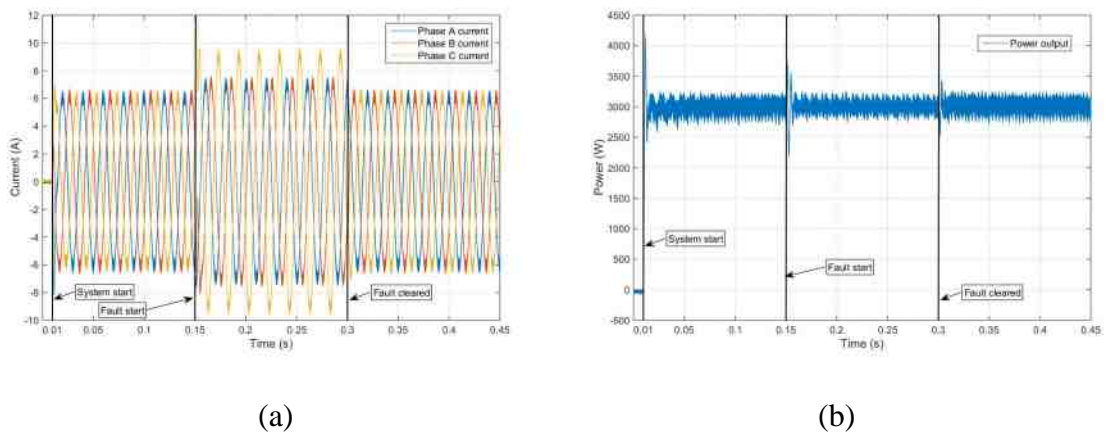 12
10
8
6
4
2
0
-2
-4
-6
-8
-10
Current (A)
Phase A current
Phase B current
Phase C current
System start
Fault start
Fault cleared
0.01 0.05 0.1 0.15 0.2 0.25 0.3 0.35 0.4 0.45
Time (s)
(a)
4500
4000
3500
3000
2500
2000
1500
1000
500
0
-500
Power (W)
Power output
System start
Fault start
Fault cleared
0.01 0.05 0.1 0.15 0.2 0.25 0.3 0.35 0.4 0.45
Time (s)
(b)